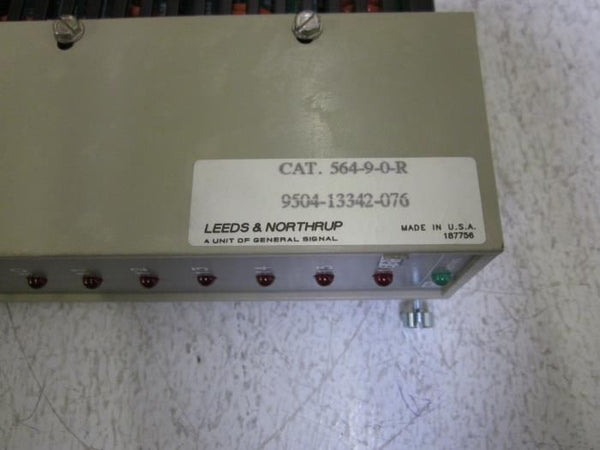 CAT. 564-9-0-R
9504-13342-076
LEEDS & NORTHRUP
A UNIT OF GENERAL SIGNAL
MADE IN U.S.A.
187756